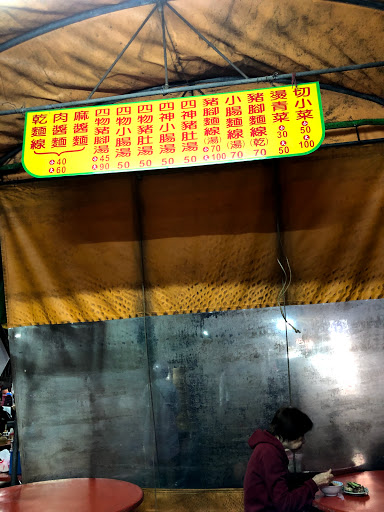 切小菜 小50 大100
燙青菜 小30 大50
豬腳麵線(乾) 70
小腸麵線(湯) 70
豬腳麵線(湯) 小70 大100
四神豬肚湯 50
四神小腸湯 50
四物豬肚湯 50
四物小腸湯 50
四物豬腳湯 小45 大90
麻醬麵
肉醬麵
乾麵線
小40
大60